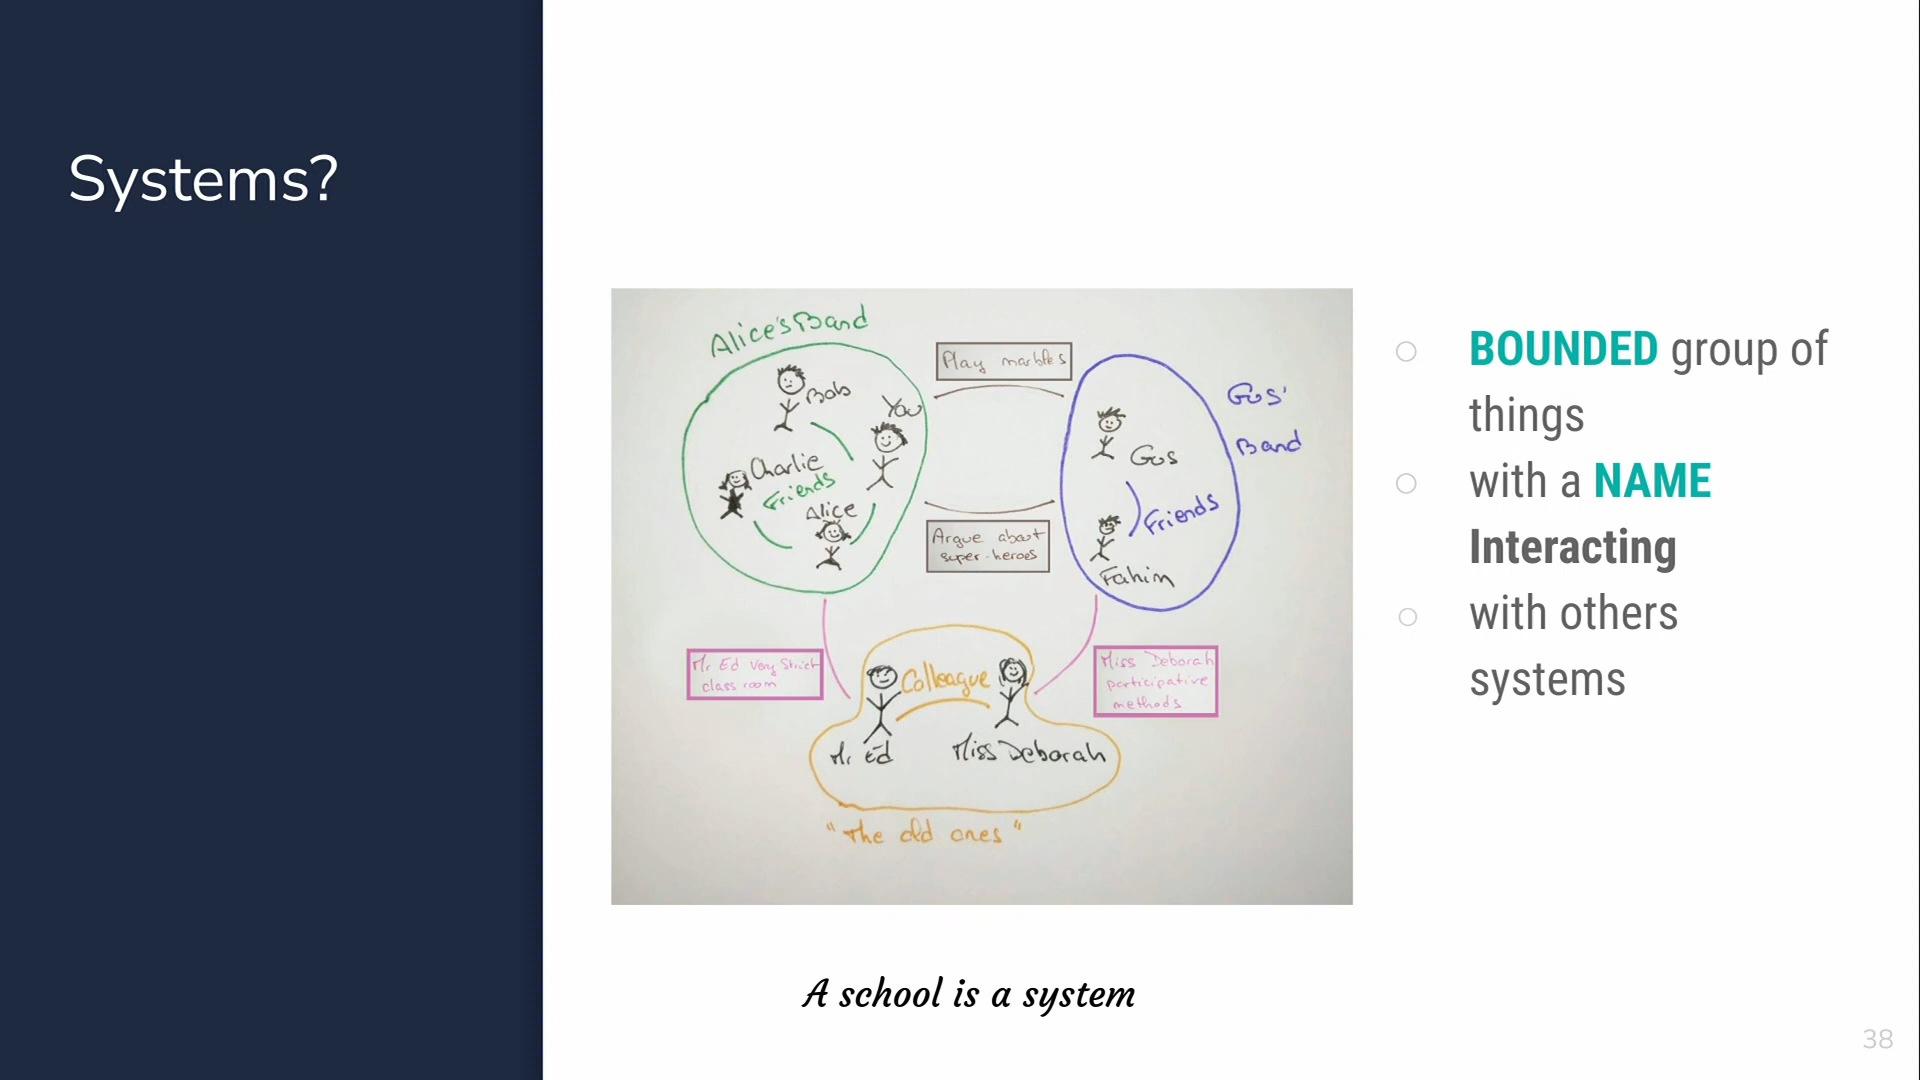 Systems?
Alice's Band
Bob
You
Charlie
Friends
Alice
Play marbles
Argue about
super-heroes
Gus'
Band
Gus
Friends
Fahim
Mr Ed Very Strict
class room
Colleague
Miss Deborah
participative
methods
Mr Ed
Miss Deborah
"The old ones"
BOUNDED group of
things
with a NAME
Interacting
with others
systems
A school is a system
38